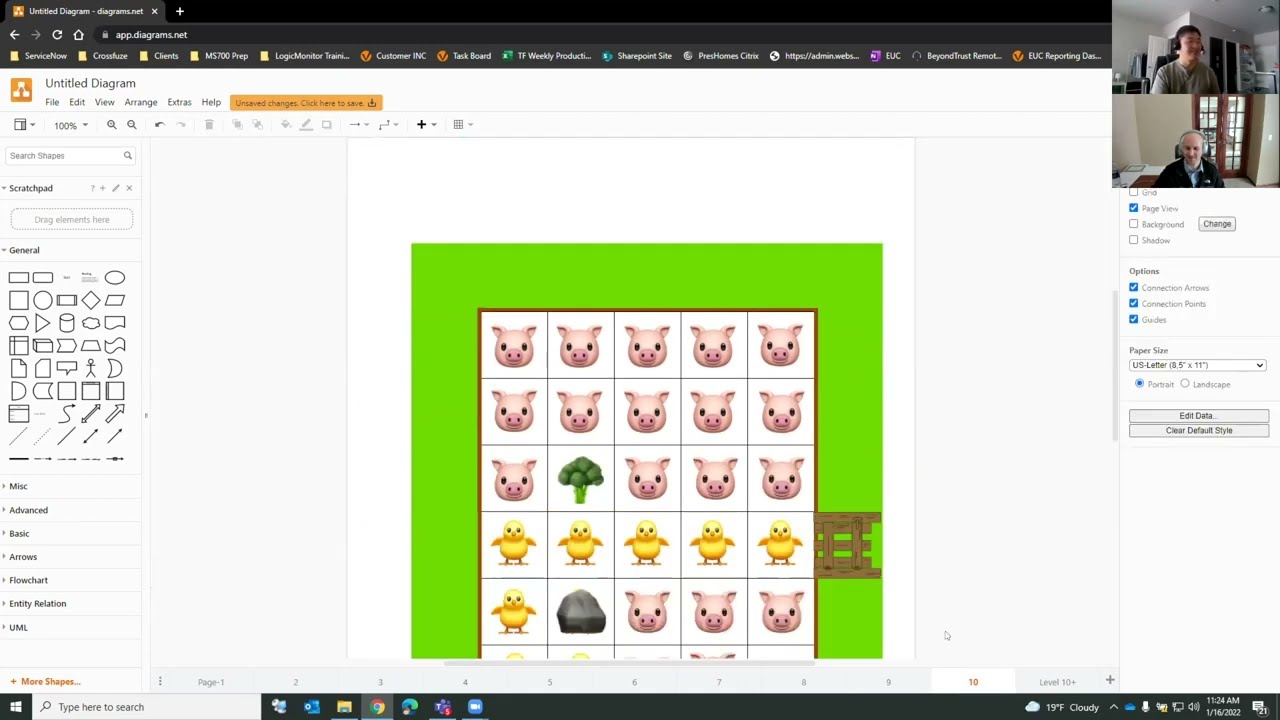 Untitled Diagram - diagrams.net
app.diagrams.net
ServiceNow Crossfuze Clients MS700 Prep LogicMonitor Traini... Customer INC Task Board TF Weekly Production... Sharepoint Site PresHomes Citrix https://admin.webs... EUC BeyondTrust Remot... EUC Reporting Das...
Untitled Diagram
File Edit View Arrange Extras Help Unsaved changes. Click here to save.
100%
Search Shapes
Scratchpad ?
Drag elements here
General
Misc
Advanced
Basic
Arrows
Flowchart
Entity Relation
UML
+ More Shapes...
Grid
Page View
Background Change
Shadow
Options
Connection Arrows
Connection Points
Guides
Paper Size
US-Letter (8,5" x 11")
Portrait Landscape
Edit Data...
Clear Default Style
Page-1 2 3 4 5 6 7 8 9 10 Level 10+
Type here to search
19°F Cloudy
11:24 AM
1/16/2022
21